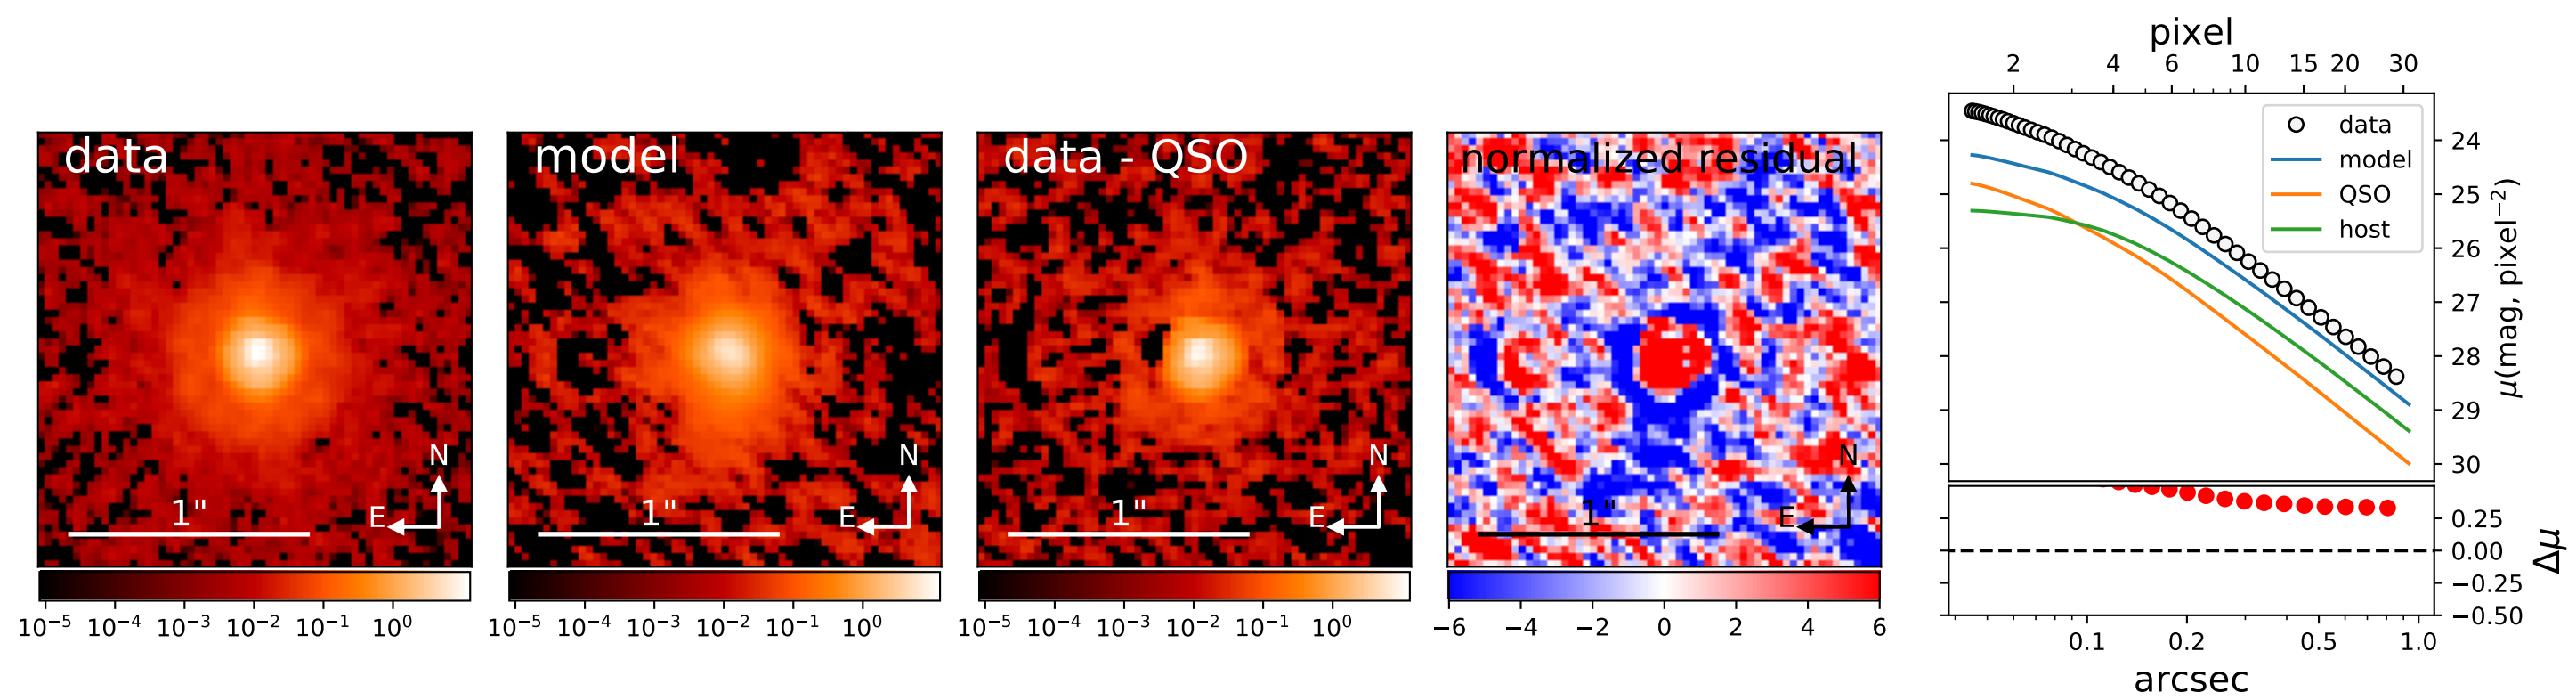 data
N
E
1"
10⁻⁵ 10⁻⁴ 10⁻³ 10⁻² 10⁻¹ 10⁰
model
N
E
1"
10⁻⁵ 10⁻⁴ 10⁻³ 10⁻² 10⁻¹ 10⁰
data - QSO
N
E
1"
10⁻⁵ 10⁻⁴ 10⁻³ 10⁻² 10⁻¹ 10⁰
normalized residual
N
E
1"
−6 −4 −2 0 2 4 6
pixel
2 4 6 10 15 20 30
data
model
QSO
host
24
25
26
27
28
29
30
μ(mag, pixel⁻²)
0.25
0.00
−0.25
−0.50
Δμ
0.1 0.2 0.5 1.0
arcsec